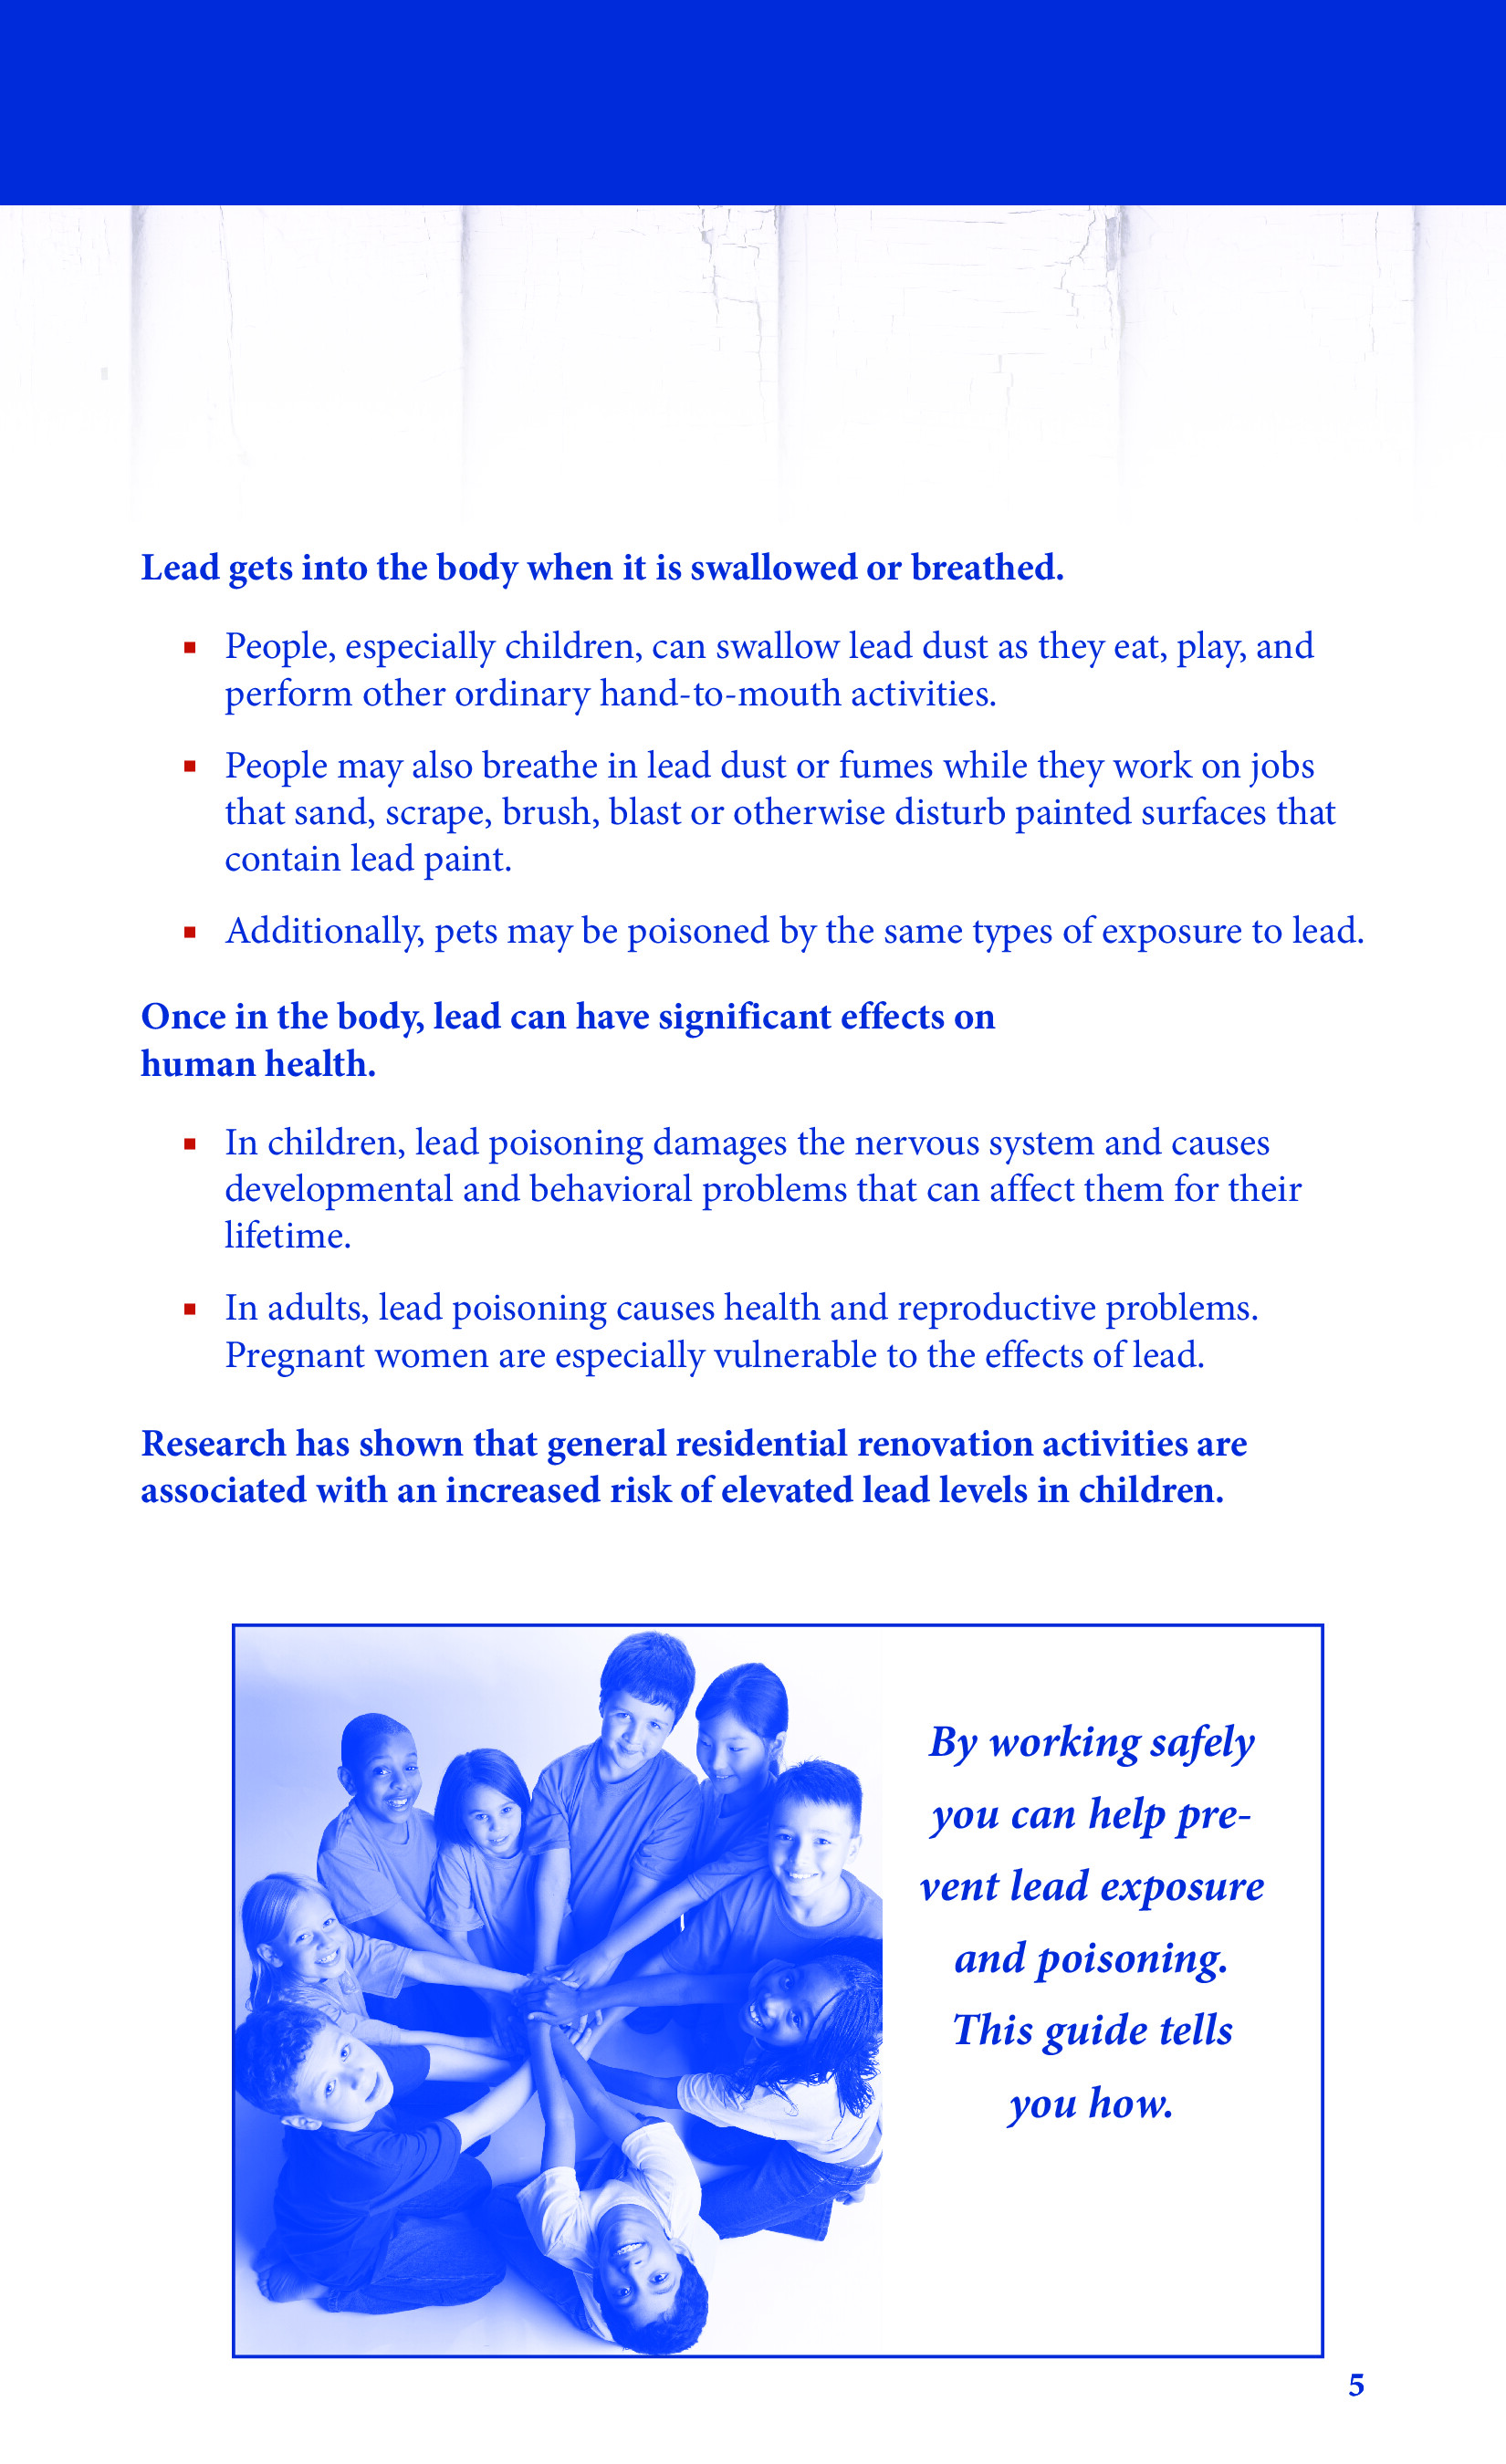 Lead gets into the body when it is swallowed or breathed.
▪ People, especially children, can swallow lead dust as they eat, play, and
perform other ordinary hand-to-mouth activities.
▪ People may also breathe in lead dust or fumes while they work on jobs
that sand, scrape, brush, blast or otherwise disturb painted surfaces that
contain lead paint.
▪ Additionally, pets may be poisoned by the same types of exposure to lead.
Once in the body, lead can have significant effects on
human health.
▪ In children, lead poisoning damages the nervous system and causes
developmental and behavioral problems that can affect them for their
lifetime.
▪ In adults, lead poisoning causes health and reproductive problems.
Pregnant women are especially vulnerable to the effects of lead.
Research has shown that general residential renovation activities are
associated with an increased risk of elevated lead levels in children.
By working safely
you can help pre-
vent lead exposure
and poisoning.
This guide tells
you how.
5